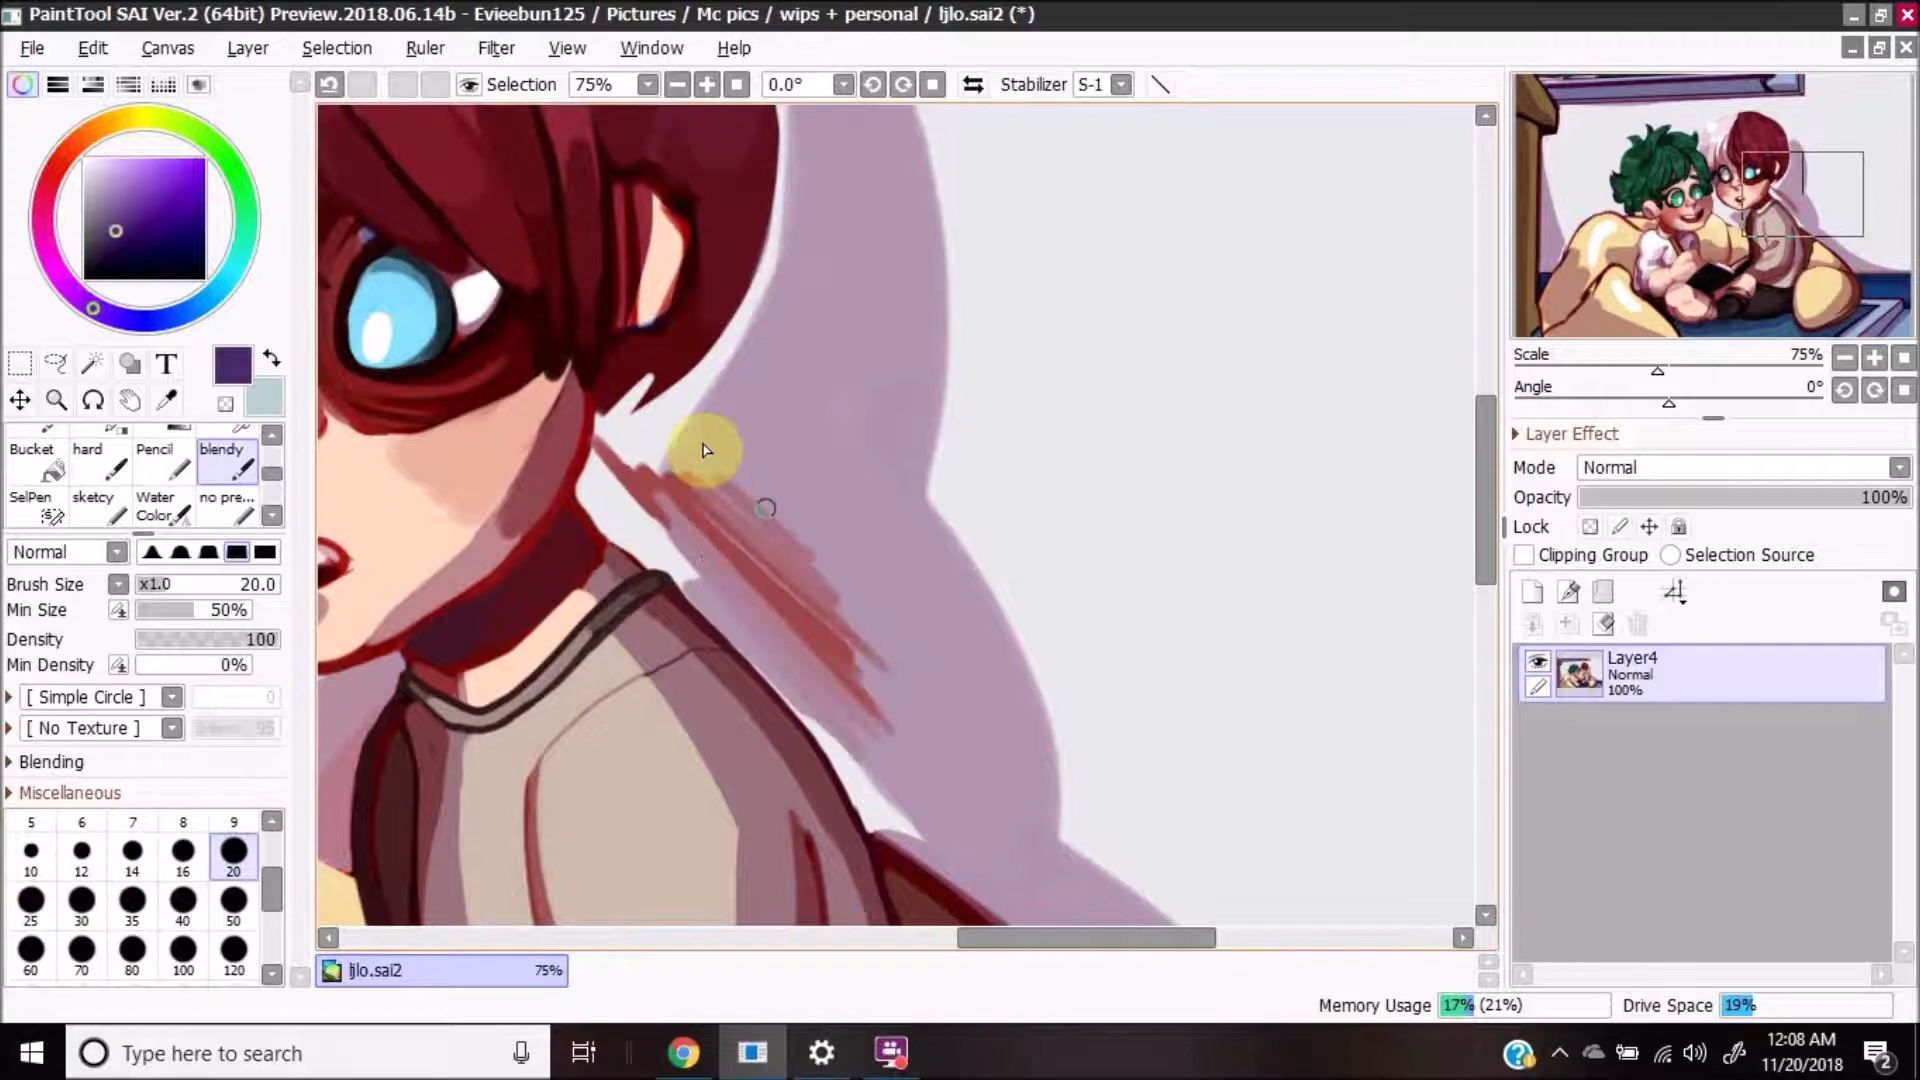 PaintTool SAI Ver.2 (64bit) Preview.2018.06.14b - Evieebun125 / Pictures / Mc pics / wips + personal / ljlo.sai2 (*)
File Edit Canvas Layer Selection Ruler Filter View Window Help
Selection 75% 0.0° Stabilizer S-1
T
Bucket hard Pencil blendy
SelPen sketcy Water Color no pre...
Normal
Brush Size x1.0 20.0
Min Size 50%
Density 100
Min Density 0%
[ Simple Circle ] 0
[ No Texture ] 95
Blending
Miscellaneous
5 6 7 8 9
10 12 14 16 20
25 30 35 40 50
60 70 80 100 120
ljlo.sai2 75%
Scale 75%
Angle 0°
Layer Effect
Mode Normal
Opacity 100%
Lock
Clipping Group Selection Source
Layer4
Normal
100%
Memory Usage 17% (21%) Drive Space 19%
Type here to search
12:08 AM
11/20/2018
2